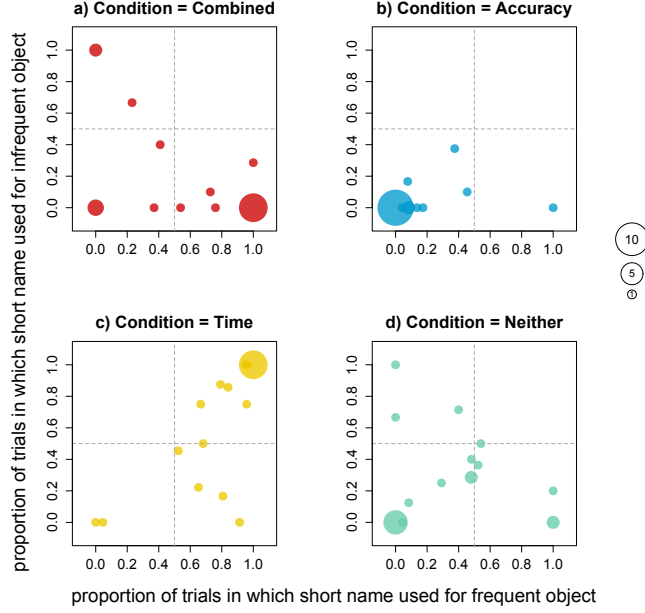 a) Condition = Combined
b) Condition = Accuracy
proportion of trials in which short name used for infrequent object
1.0
0.8
0.6
0.4
0.2
0.0
0.0 0.2 0.4 0.6 0.8 1.0
1.0
0.8
0.6
0.4
0.2
0.0
0.0 0.2 0.4 0.6 0.8 1.0
10
5
1
c) Condition = Time
d) Condition = Neither
1.0
0.8
0.6
0.4
0.2
0.0
0.0 0.2 0.4 0.6 0.8 1.0
1.0
0.8
0.6
0.4
0.2
0.0
0.0 0.2 0.4 0.6 0.8 1.0
proportion of trials in which short name used for frequent object